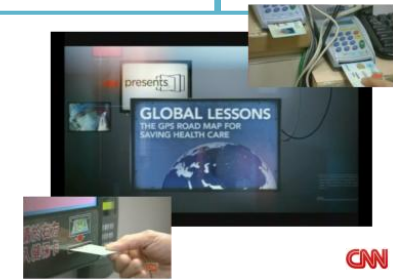 presents
GLOBAL LESSONS
THE GPS ROAD MAP FOR
SAVING HEALTH CARE
CNN